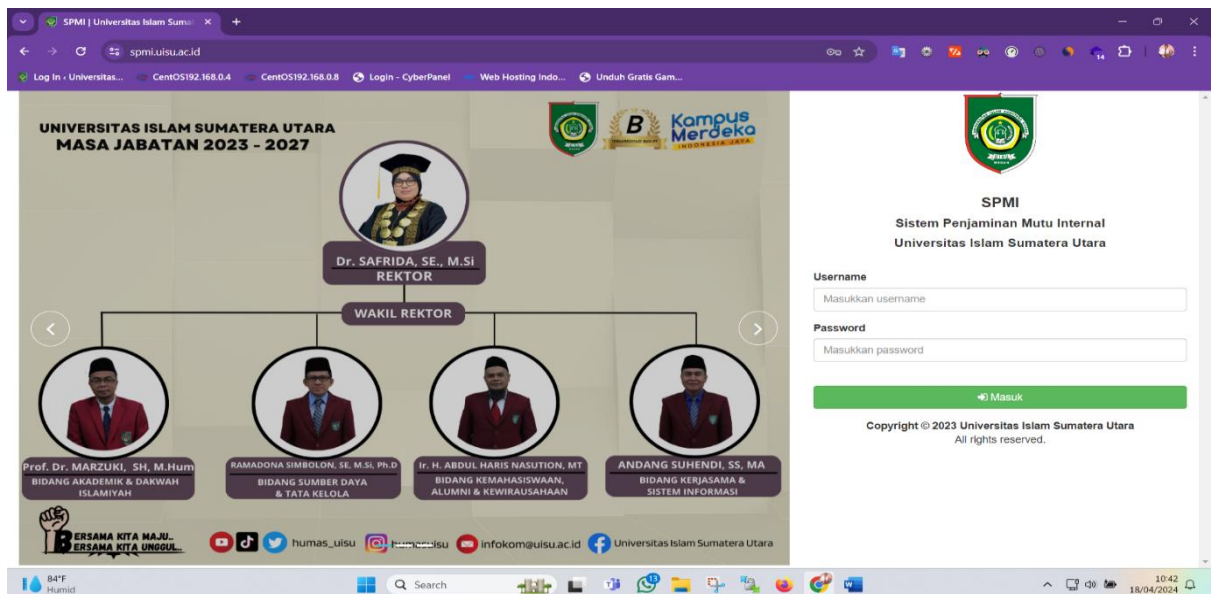 SPMI | Universitas Islam Suma
spmi.uisu.ac.id
Log In ‹ Universitas...
CentOS192.168.0.4
CentOS192.168.0.8
Login - CyberPanel
Web Hosting Indo...
Unduh Gratis Gam...
14
UNIVERSITAS ISLAM SUMATERA UTARA
MASA JABATAN 2023 - 2027
B
Kampus
Merdeka
INDONESIA JAYA
Dr. SAFRIDA, SE., M.Si
REKTOR
WAKIL REKTOR
Prof. Dr. MARZUKI, SH, M.Hum
BIDANG AKADEMIK & DAKWAH
ISLAMIYAH
RAMADONA SIMBOLON, SE, M.Si, Ph.D
BIDANG SUMBER DAYA
& TATA KELOLA
Ir. H. ABDUL HARIS NASUTION, MT
BIDANG KEMAHASISWAAN,
ALUMNI & KEWIRAUSAHAAN
ANDANG SUHENDI, SS, MA
BIDANG KERJASAMA &
SISTEM INFORMASI
BERSAMA KITA MAJU..
BERSAMA KITA UNGGUL..
humas_uisu
infokom@uisu.ac.id
Universitas Islam Sumatera Utara
SPMI
Sistem Penjaminan Mutu Internal
Universitas Islam Sumatera Utara
Username
Masukkan username
Password
Masukkan password
Masuk
Copyright © 2023 Universitas Islam Sumatera Utara
All rights reserved.
84°F
Humid
Search
10:42
18/04/2024